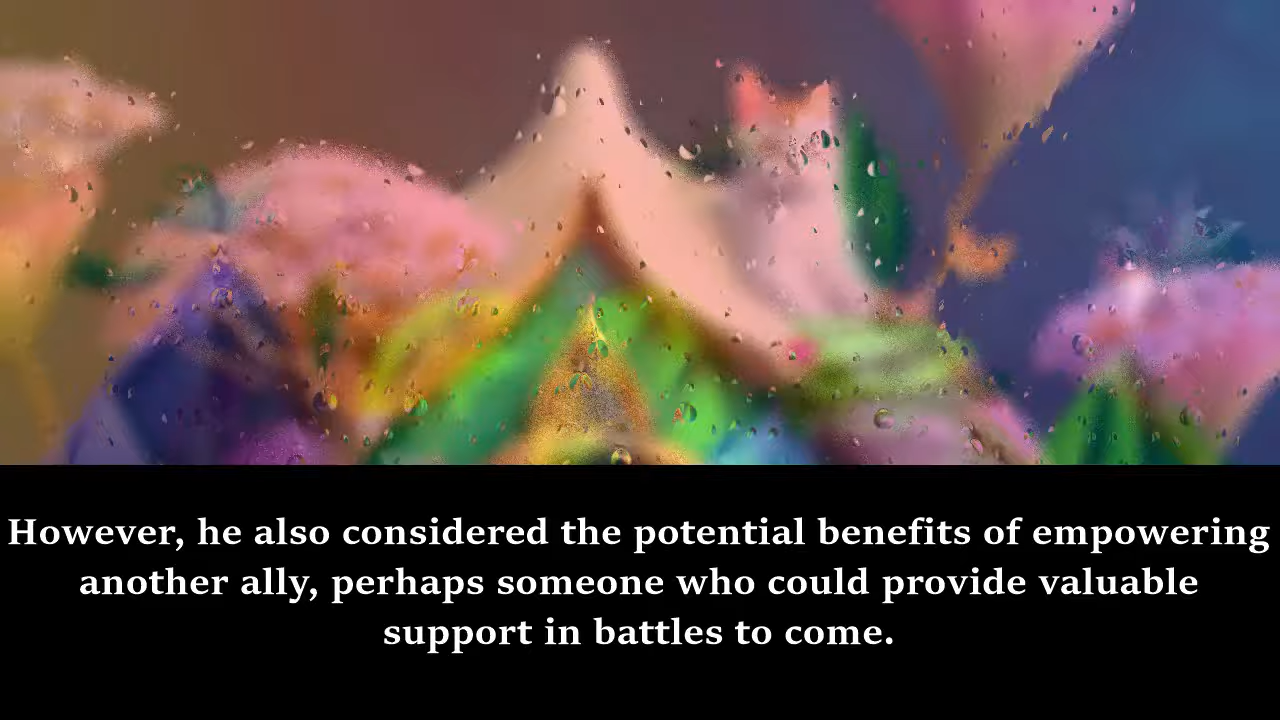 However, he also considered the potential benefits of empowering
another ally, perhaps someone who could provide valuable
support in battles to come.